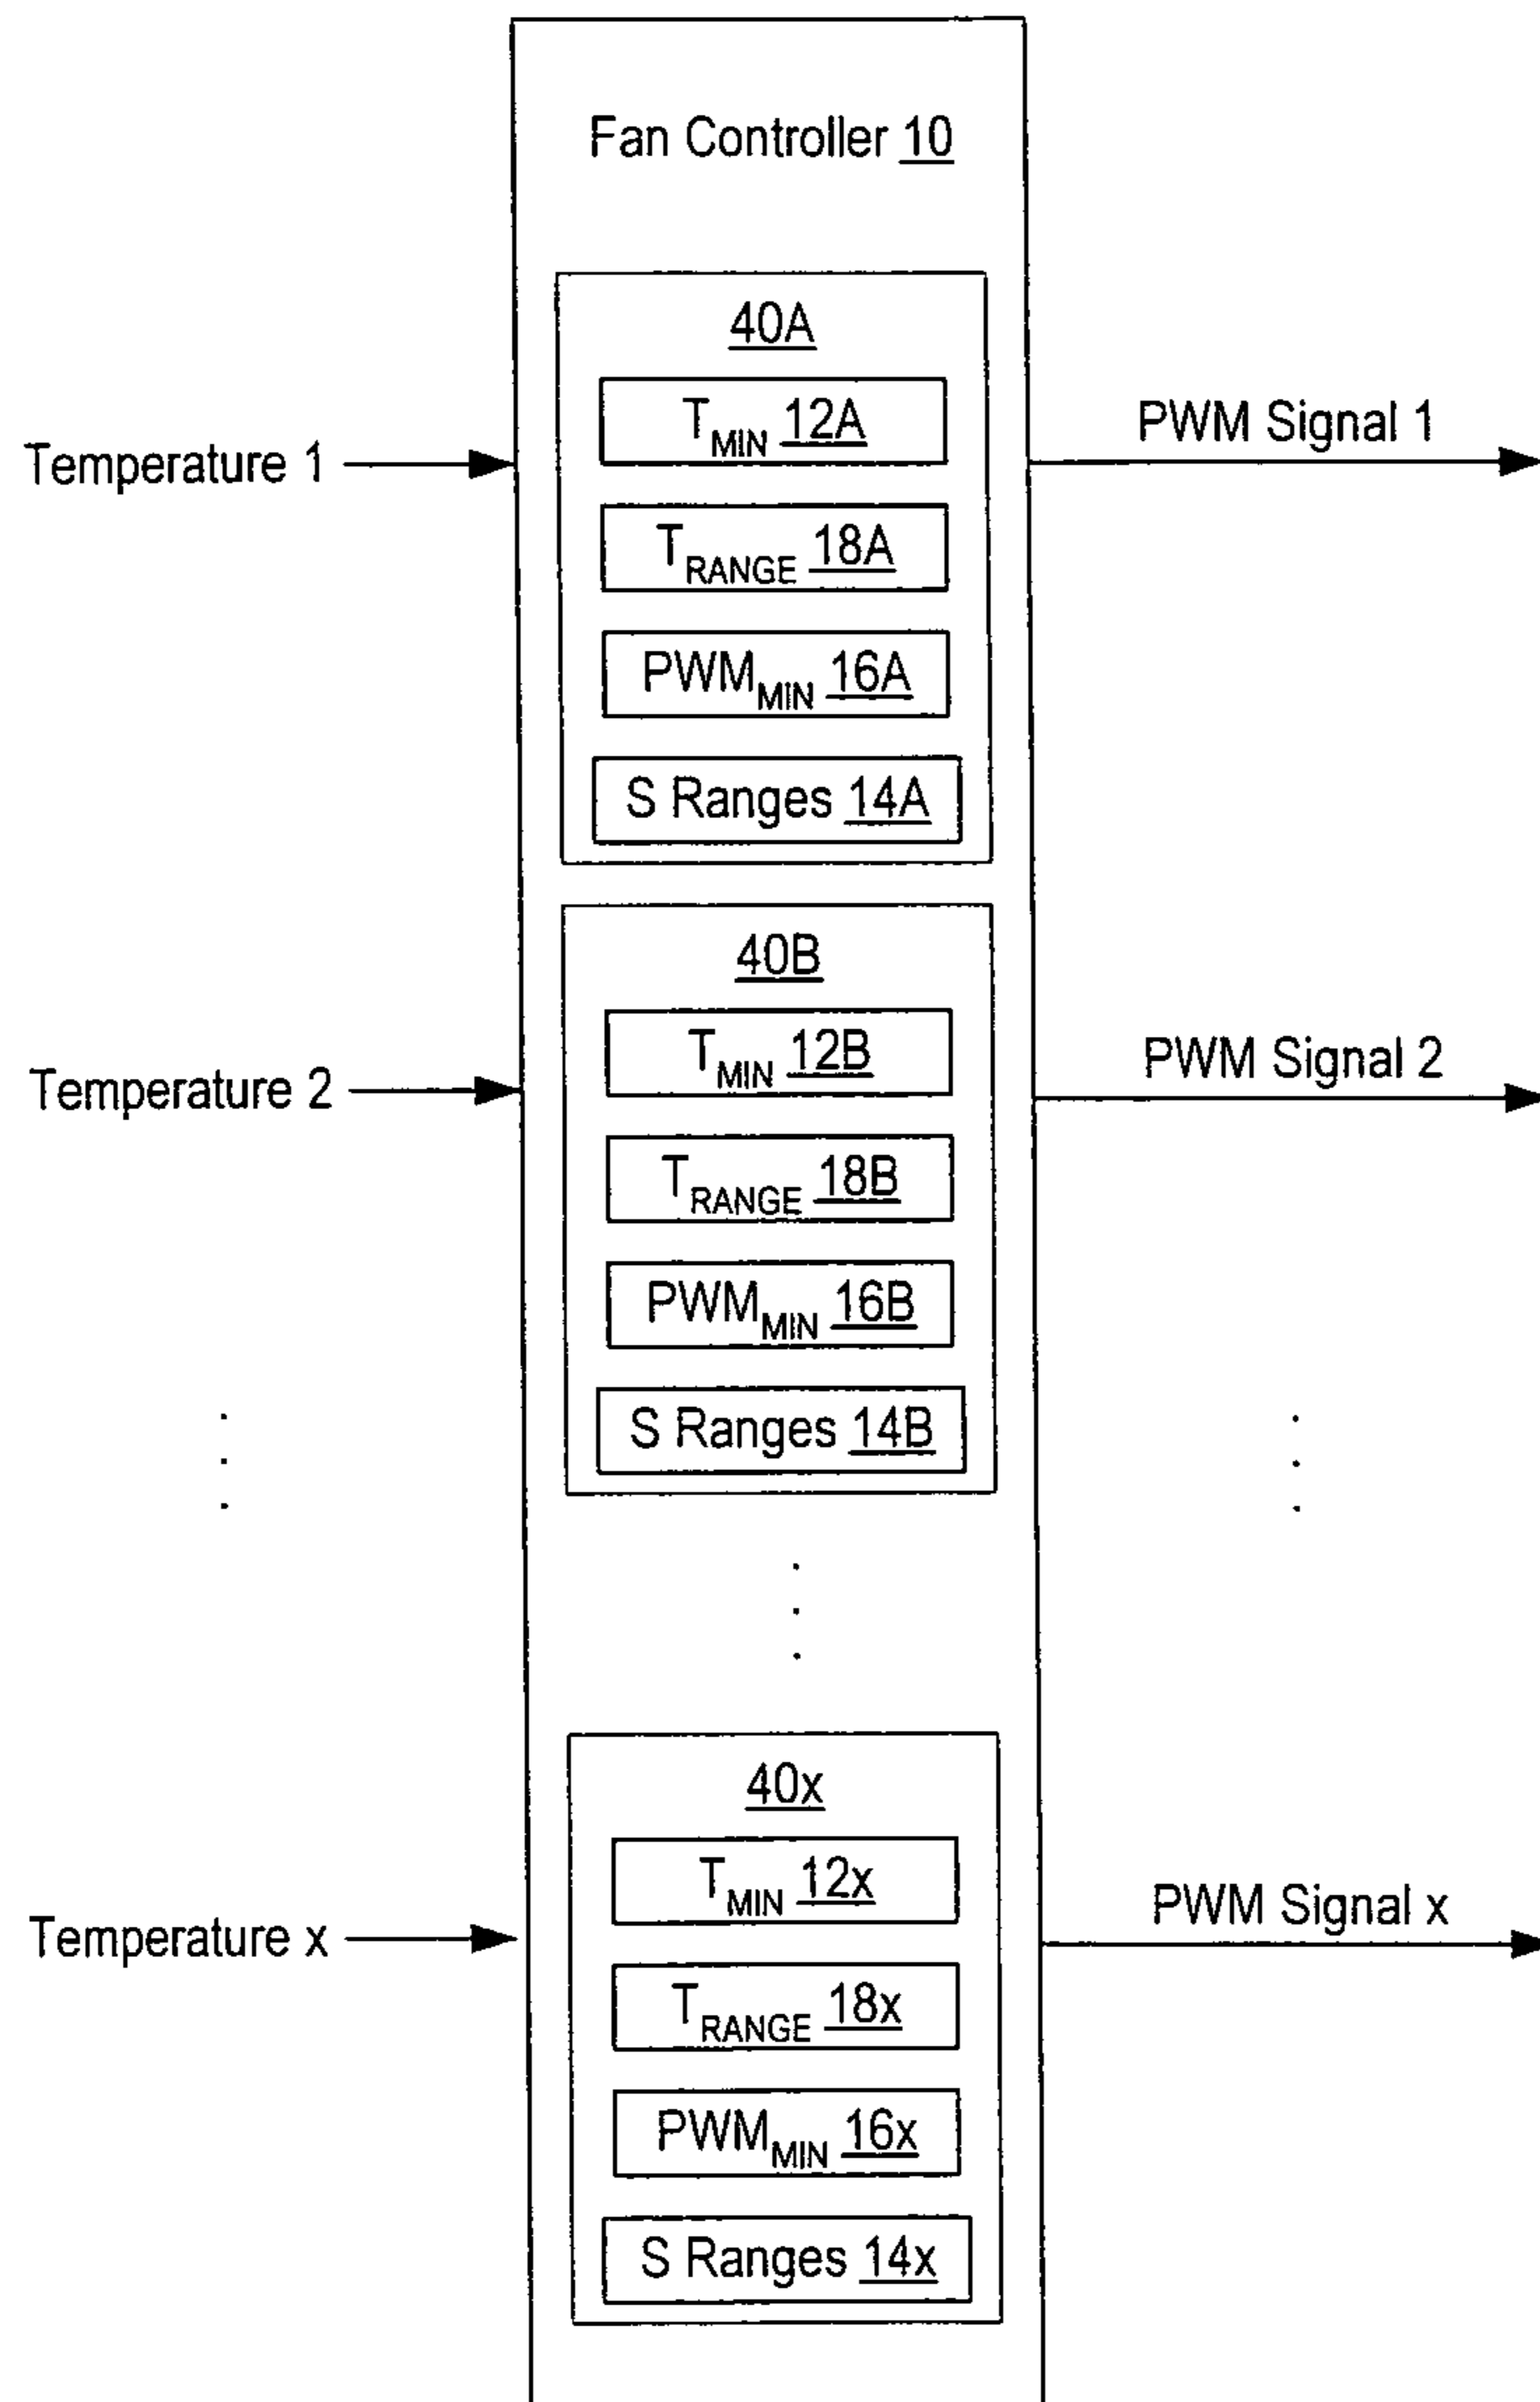 Fan Controller 10
40A
T_MIN 12A
Temperature 1
PWM Signal 1
T_RANGE 18A
PWM_MIN 16A
S Ranges 14A
40B
T_MIN 12B
Temperature 2
PWM Signal 2
T_RANGE 18B
PWM_MIN 16B
S Ranges 14B
40x
T_MIN 12x
Temperature x
PWM Signal x
T_RANGE 18x
PWM_MIN 16x
S Ranges 14x